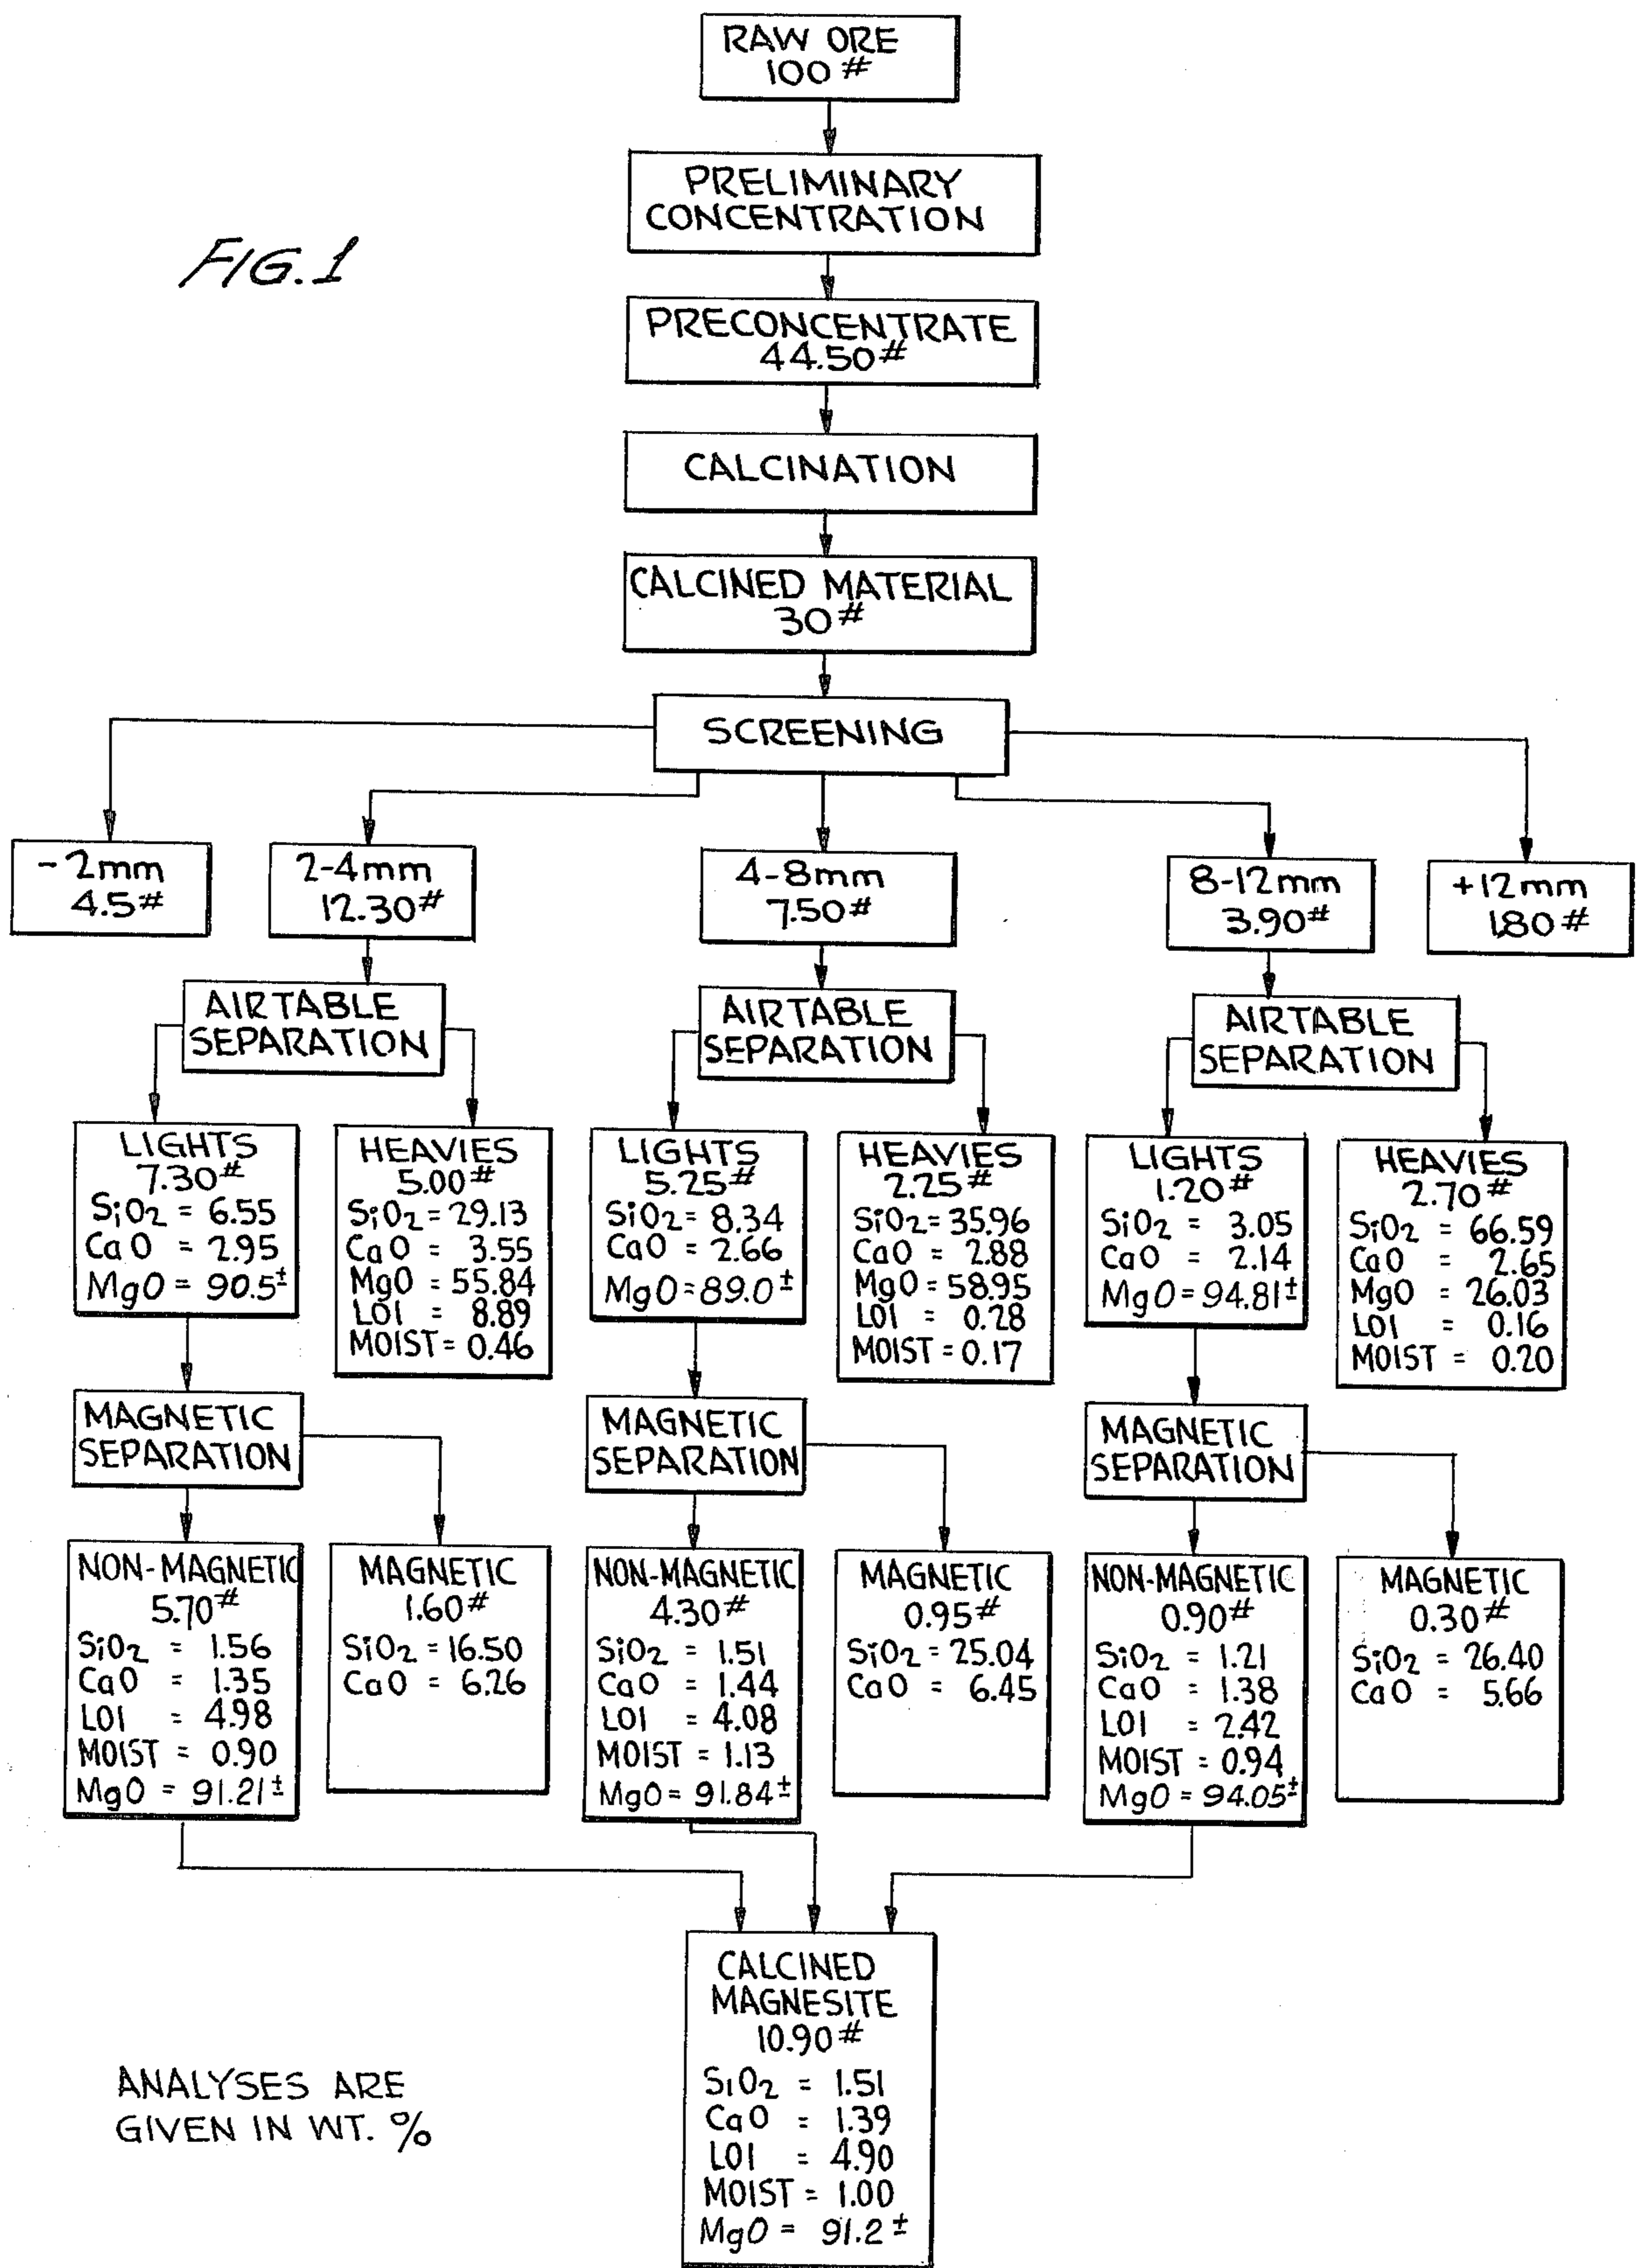 RAW ORE
100 #
PRELIMINARY
CONCENTRATION
FIG. 1
PRECONCENTRATE
44.50#
CALCINATION
CALCINED MATERIAL
30#
SCREENING
-2mm
4.5#
2-4mm
12.30#
4-8mm
7.50#
8-12mm
3.90#
+12mm
1.80 #
AIRTABLE
SEPARATION
AIRTABLE
SEPARATION
AIRTABLE
SEPARATION
LIGHTS
7.30#
SiO2 = 6.55
CaO = 2.95
MgO = 90.5±
HEAVIES
5.00#
SiO2 = 29.13
CaO = 3.55
MgO = 55.84
LOI = 8.89
MOIST = 0.46
LIGHTS
5.25#
SiO2 = 8.34
CaO = 2.66
MgO = 89.0±
HEAVIES
2.25#
SiO2 = 35.96
CaO = 2.88
MgO = 58.95
LOI = 0.28
MOIST = 0.17
LIGHTS
1.20#
SiO2 = 3.05
CaO = 2.14
MgO = 94.81±
HEAVIES
2.70#
SiO2 = 66.59
CaO = 2.65
MgO = 26.03
LOI = 0.16
MOIST = 0.20
MAGNETIC
SEPARATION
MAGNETIC
SEPARATION
MAGNETIC
SEPARATION
NON-MAGNETIC
5.70#
SiO2 = 1.56
CaO = 1.35
LOI = 4.98
MOIST = 0.90
MgO = 91.21±
MAGNETIC
1.60#
SiO2 = 16.50
CaO = 6.26
NON-MAGNETIC
4.30#
SiO2 = 1.51
CaO = 1.44
LOI = 4.08
MOIST = 1.13
MgO = 91.84±
MAGNETIC
0.95#
SiO2 = 25.04
CaO = 6.45
NON-MAGNETIC
0.90#
SiO2 = 1.21
CaO = 1.38
LOI = 2.42
MOIST = 0.94
MgO = 94.05±
MAGNETIC
0.30#
SiO2 = 26.40
CaO = 5.66
CALCINED
MAGNESITE
10.90#
SiO2 = 1.51
CaO = 1.39
LOI = 4.90
MOIST = 1.00
MgO = 91.2±
ANALYSES ARE
GIVEN IN WT. %